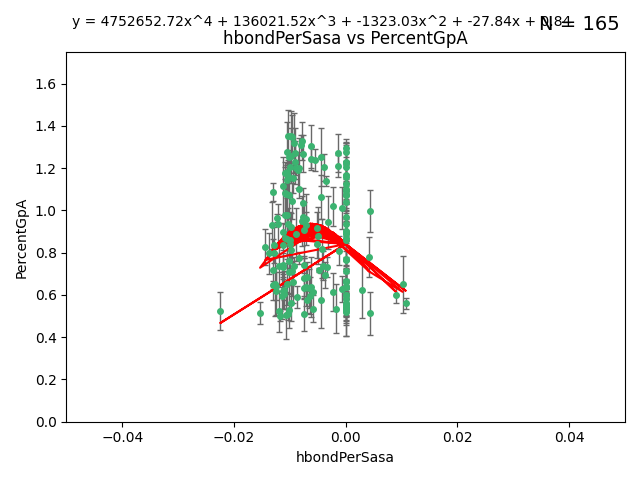 y = 4752652.72x^4 + 136021.52x^3 + -1323.03x^2 + -27.84x + 0.84
N = 165
hbondPerSasa vs PercentGpA
1.6
1.4
1.2
1.0
0.8
0.6
0.4
0.2
0.0
PercentGpA
−0.04 −0.02 0.00 0.02 0.04
hbondPerSasa